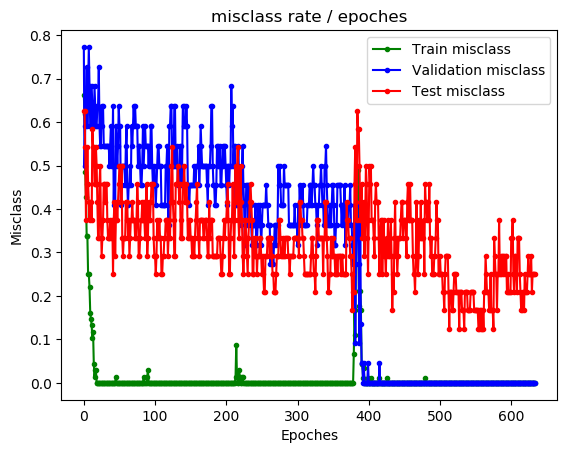 misclass rate / epoches
Train misclass
Validation misclass
Test misclass
Misclass
0.8
0.7
0.6
0.5
0.4
0.3
0.2
0.1
0.0
0 100 200 300 400 500 600
Epoches